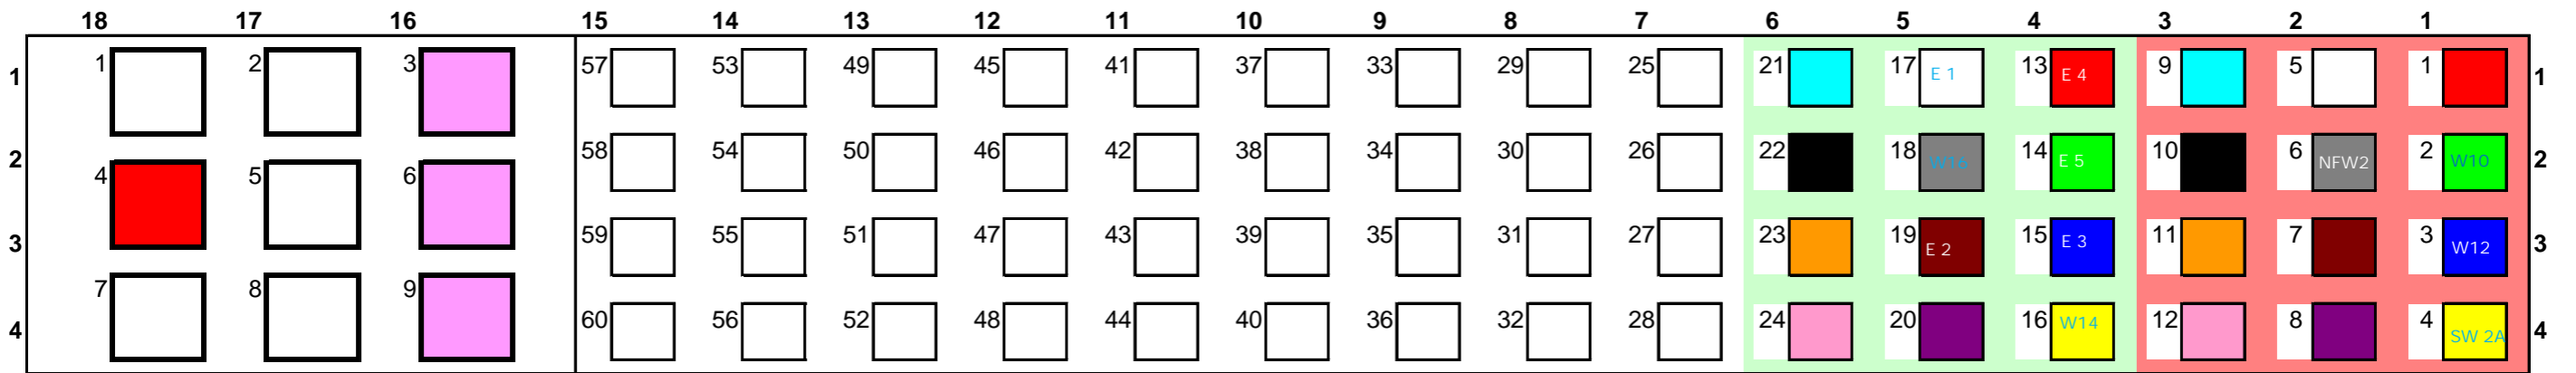 18 17 16 15 14 13 12 11 10 9 8 7 6 5 4 3 2 1
1 1 2 3 57 53 49 45 41 37 33 29 25 21 17 E 1 13 E 4 9 5 1 1
2 4 5 6 58 54 50 46 42 38 34 30 26 22 18 W16 14 E 5 10 6 NFW2 2 W10 2
3 59 55 51 47 43 39 35 31 27 23 19 E 2 15 E 3 11 7 3 W12 3
4 7 8 9 60 56 52 48 44 40 36 32 28 24 20 16 W14 12 8 4 SW 2A 4